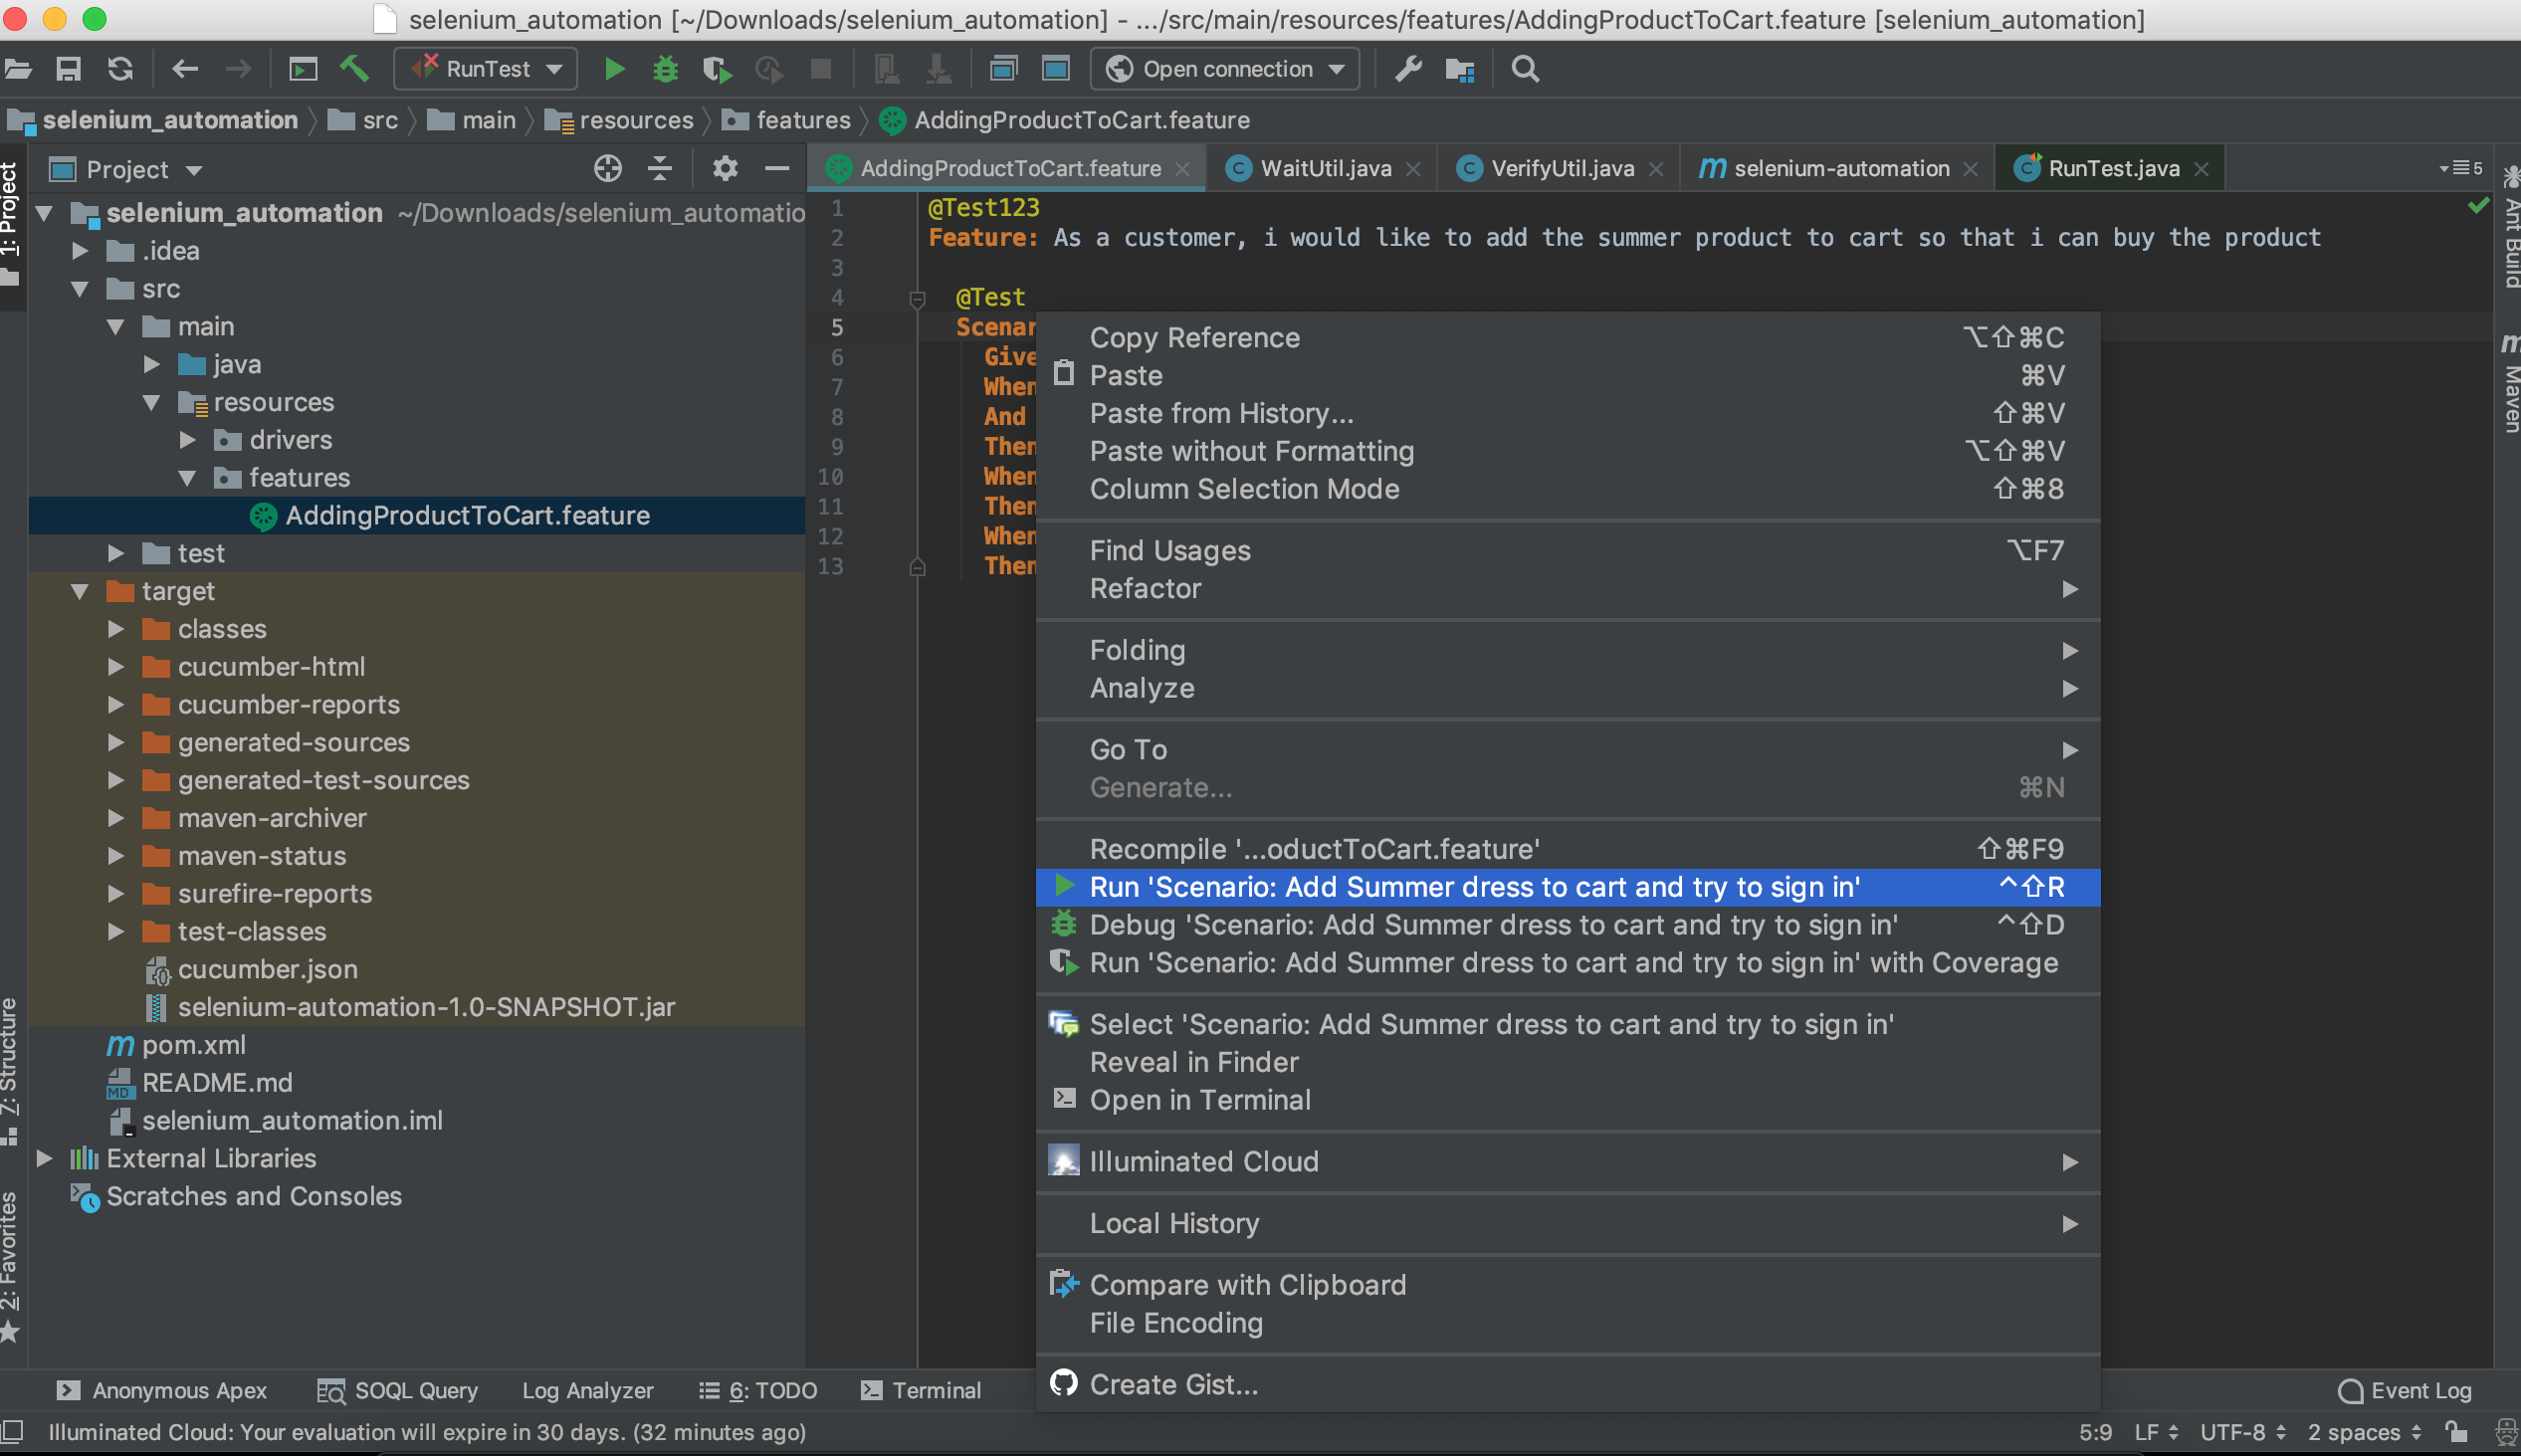 selenium_automation [~/Downloads/selenium_automation] - .../src/main/resources/features/AddingProductToCart.feature [selenium_automation]
RunTest
Open connection
selenium_automation
src
main
resources
features
AddingProductToCart.feature
1: Project
Project
AddingProductToCart.feature
WaitUtil.java
VerifyUtil.java
m selenium-automation
RunTest.java
5
Ant Build
m Maven
selenium_automation ~/Downloads/selenium_automatio
.idea
src
main
java
resources
drivers
features
AddingProductToCart.feature
test
target
classes
cucumber-html
cucumber-reports
generated-sources
generated-test-sources
maven-archiver
maven-status
surefire-reports
test-classes
cucumber.json
selenium-automation-1.0-SNAPSHOT.jar
m pom.xml
MD README.md
selenium_automation.iml
External Libraries
Scratches and Consoles
7: Structure
2: Favorites
1 @Test123
2 Feature: As a customer, i would like to add the summer product to cart so that i can buy the product
3
4 @Test
5 Scenar
6 Give
7 When
8 And
9 Then
10 When
11 Then
12 When
13 Then
Copy Reference ⌥⇧⌘C
Paste ⌘V
Paste from History... ⇧⌘V
Paste without Formatting ⌥⇧⌘V
Column Selection Mode ⇧⌘8
Find Usages ⌥F7
Refactor
Folding
Analyze
Go To
Generate... ⌘N
Recompile '...oductToCart.feature' ⇧⌘F9
Run 'Scenario: Add Summer dress to cart and try to sign in' ^⇧R
Debug 'Scenario: Add Summer dress to cart and try to sign in' ^⇧D
Run 'Scenario: Add Summer dress to cart and try to sign in' with Coverage
Select 'Scenario: Add Summer dress to cart and try to sign in'
Reveal in Finder
Open in Terminal
Illuminated Cloud
Local History
Compare with Clipboard
File Encoding
Create Gist...
Anonymous Apex
SOQL Query
Log Analyzer
6: TODO
Terminal
Event Log
Illuminated Cloud: Your evaluation will expire in 30 days. (32 minutes ago)
5:9 LF UTF-8 2 spaces